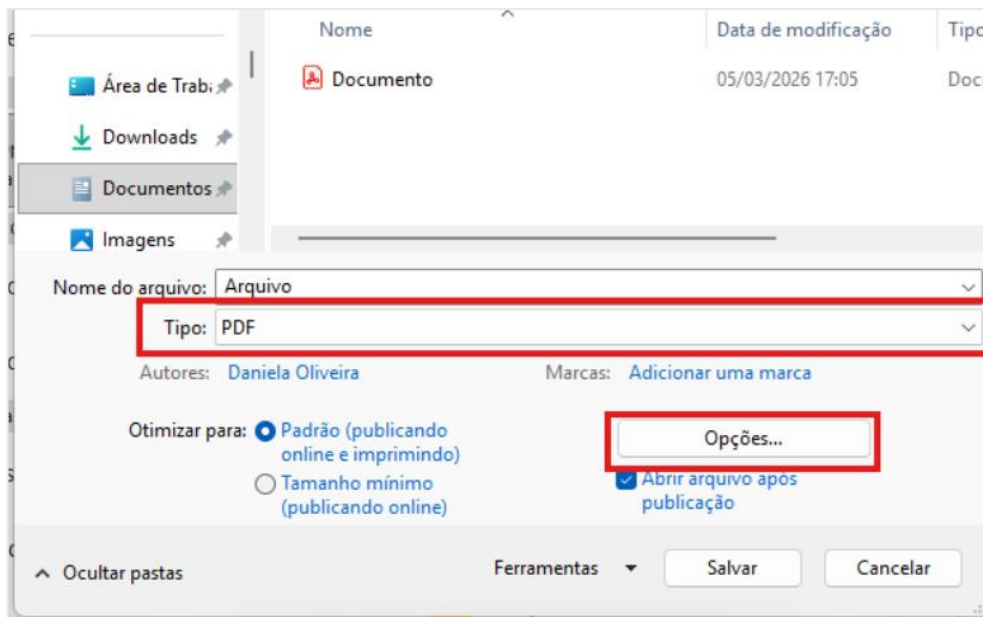 Nome Data de modificação Tipo
Área de Traba
Documento 05/03/2026 17:05 Doc
Downloads
Documentos
Imagens
Nome do arquivo: Arquivo
Tipo: PDF
Autores: Daniela Oliveira Marcas: Adicionar uma marca
Otimizar para: Padrão (publicando
online e imprimindo)
Opções...
Tamanho mínimo
(publicando online)
Abrir arquivo após
publicação
Ocultar pastas Ferramentas Salvar Cancelar